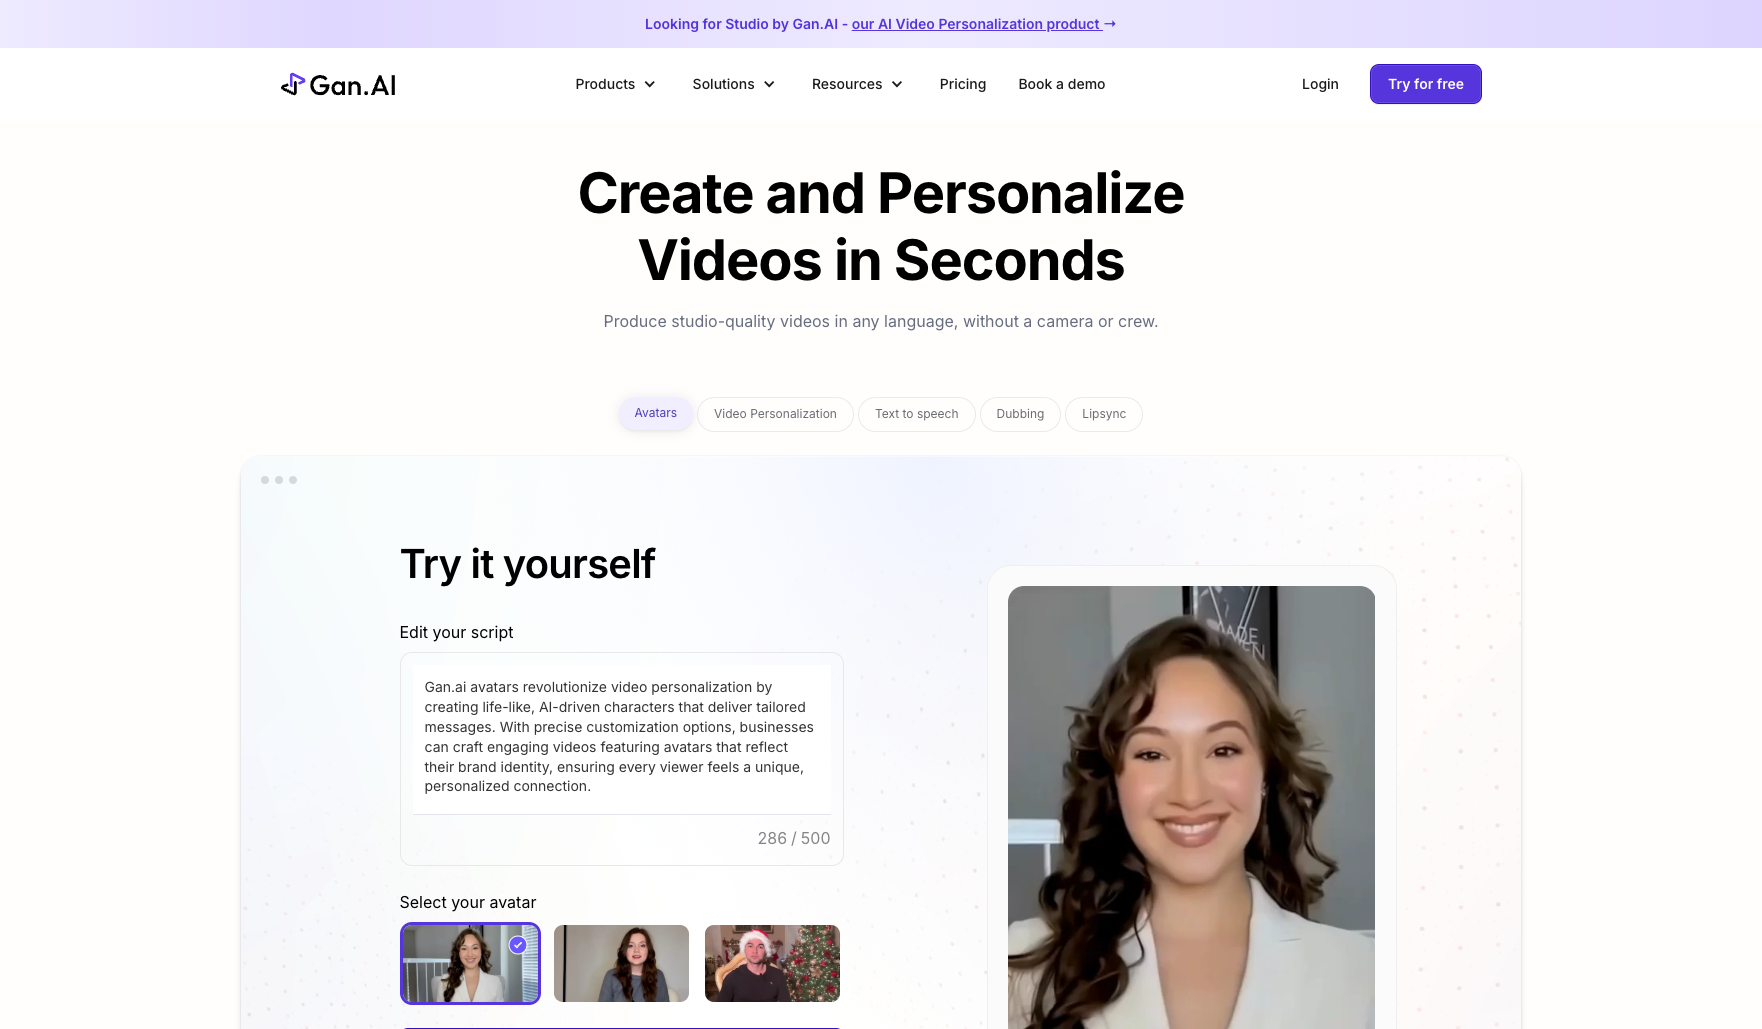 Looking for Studio by Gan.AI - our AI Video Personalization product →
Gan.AI
Products
Solutions
Resources
Pricing
Book a demo
Login
Try for free
Create and Personalize
Videos in Seconds
Produce studio-quality videos in any language, without a camera or crew.
Avatars
Video Personalization
Text to speech
Dubbing
Lipsync
Try it yourself
Edit your script
Gan.ai avatars revolutionize video personalization by
creating life-like, AI-driven characters that deliver tailored
messages. With precise customization options, businesses
can craft engaging videos featuring avatars that reflect
their brand identity, ensuring every viewer feels a unique,
personalized connection.
286 / 500
Select your avatar